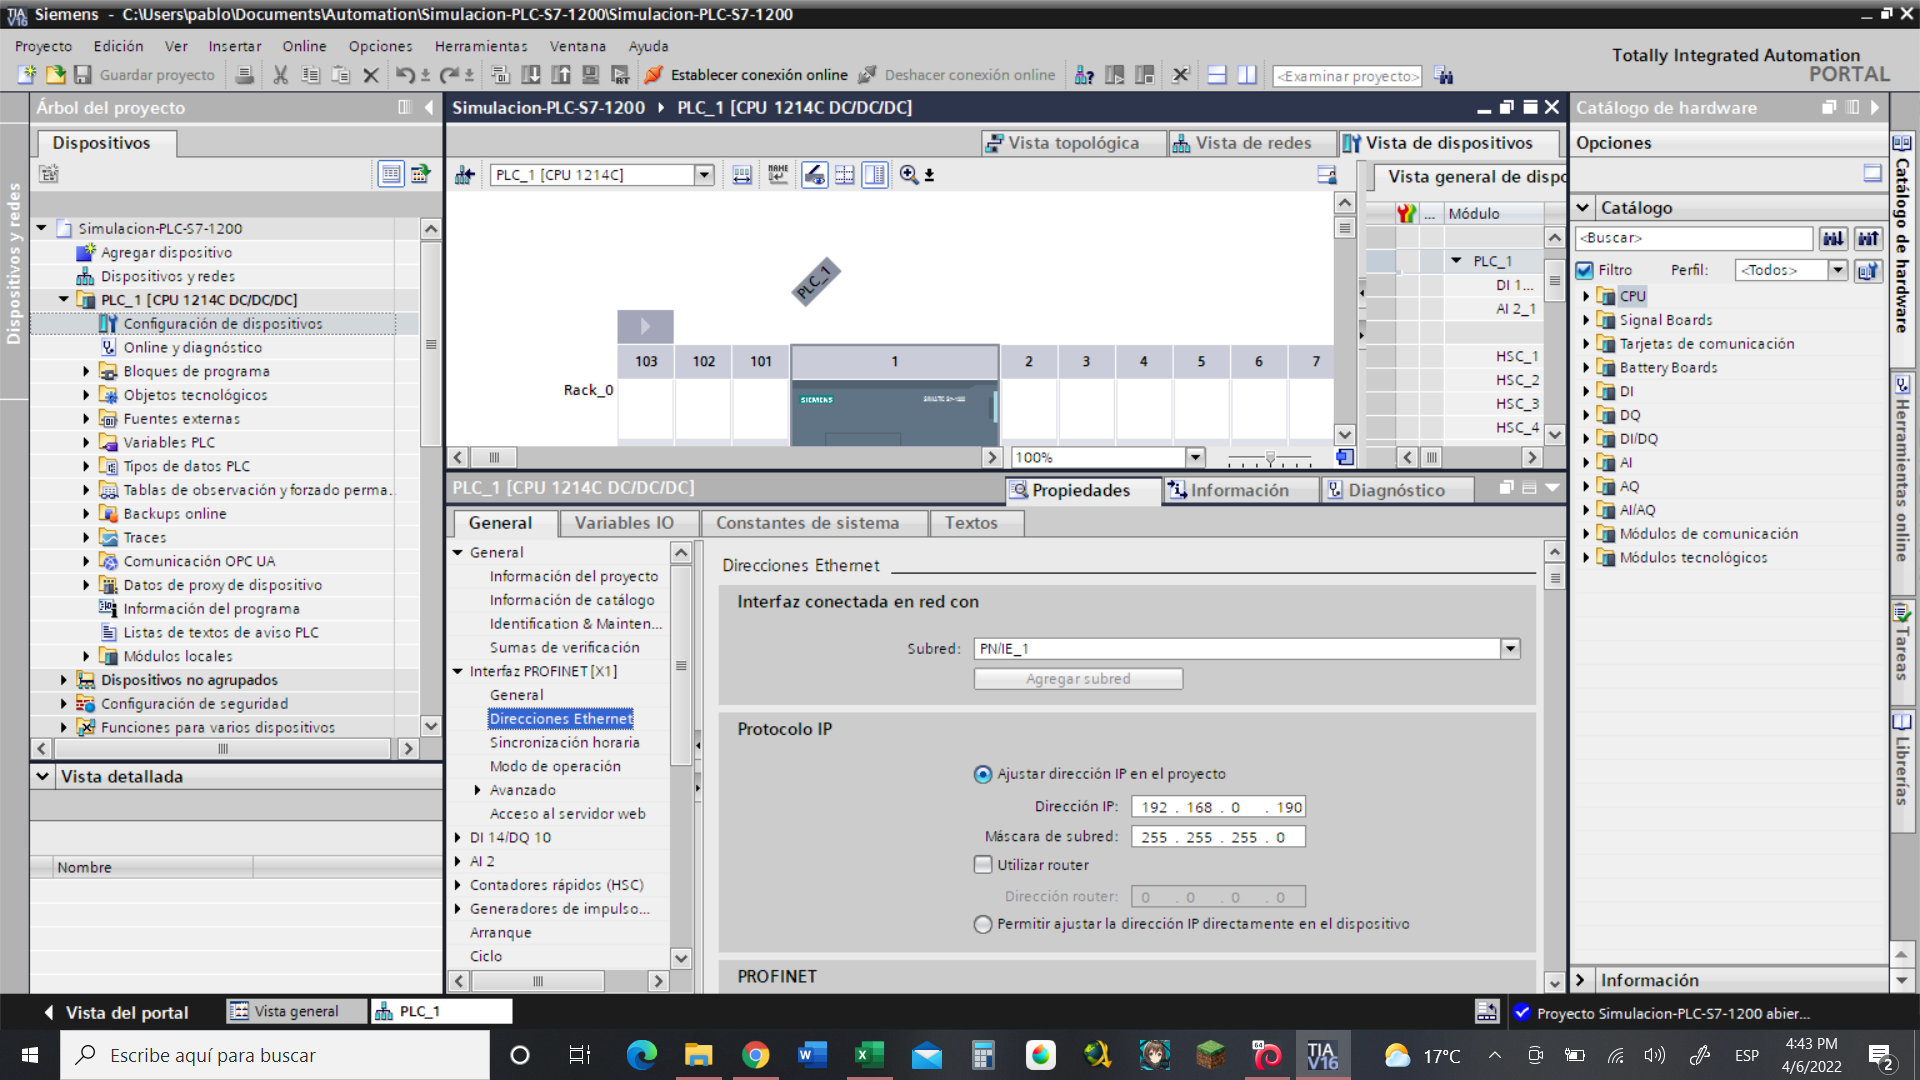 Siemens - C:\Users\pablo\Documents\Automation\Simulacion-PLC-S7-1200\Simulacion-PLC-S7-1200
Proyecto Edición Ver Insertar Online Opciones Herramientas Ventana Ayuda
Totally Integrated Automation
PORTAL
Guardar proyecto
Establecer conexión online
Deshacer conexión online
<Examinar proyecto>
Árbol del proyecto
Dispositivos
Dispositivos y redes
Simulacion-PLC-S7-1200
Agregar dispositivo
Dispositivos y redes
PLC_1 [CPU 1214C DC/DC/DC]
Configuración de dispositivos
Online y diagnóstico
Bloques de programa
Objetos tecnológicos
Fuentes externas
Variables PLC
Tipos de datos PLC
Tablas de observación y forzado perma...
Backups online
Traces
Comunicación OPC UA
Datos de proxy de dispositivo
Información del programa
Listas de textos de aviso PLC
Módulos locales
Dispositivos no agrupados
Configuración de seguridad
Funciones para varios dispositivos
Vista detallada
Nombre
Simulacion-PLC-S7-1200 PLC_1 [CPU 1214C DC/DC/DC]
Vista topológica
Vista de redes
Vista de dispositivos
PLC_1 [CPU 1214C]
Vista general de dispo
PLC_1
103 102 101 1 2 3 4 5 6 7
Rack_0
SIEMENS
SIMATIC S7-1200
100%
... Módulo
PLC_1
DI 1...
AI 2_1
HSC_1
HSC_2
HSC_3
HSC_4
PLC_1 [CPU 1214C DC/DC/DC]
Propiedades
Información
Diagnóstico
General
Variables IO
Constantes de sistema
Textos
General
Información del proyecto
Información de catálogo
Identification & Mainten...
Sumas de verificación
Interfaz PROFINET [X1]
General
Direcciones Ethernet
Sincronización horaria
Modo de operación
Avanzado
Acceso al servidor web
DI 14/DQ 10
AI 2
Contadores rápidos (HSC)
Generadores de impulso...
Arranque
Ciclo
Direcciones Ethernet
Interfaz conectada en red con
Subred: PN/IE_1
Agregar subred
Protocolo IP
Ajustar dirección IP en el proyecto
Dirección IP: 192 . 168 . 0 . 190
Máscara de subred: 255 . 255 . 255 . 0
Utilizar router
Dirección router: 0 . 0 . 0 . 0
Permitir ajustar la dirección IP directamente en el dispositivo
PROFINET
Catálogo de hardware
Opciones
Catálogo
<Buscar>
Filtro Perfil: <Todos>
CPU
Signal Boards
Tarjetas de comunicación
Battery Boards
DI
DQ
DI/DQ
AI
AQ
AI/AQ
Módulos de comunicación
Módulos tecnológicos
Información
Catálogo de hardware
Herramientas online
Tareas
Librerías
Vista del portal
Vista general
PLC_1
Proyecto Simulacion-PLC-S7-1200 abier...
Escribe aquí para buscar
64
TIA
V16
17°C
ESP
4:43 PM
4/6/2022
2